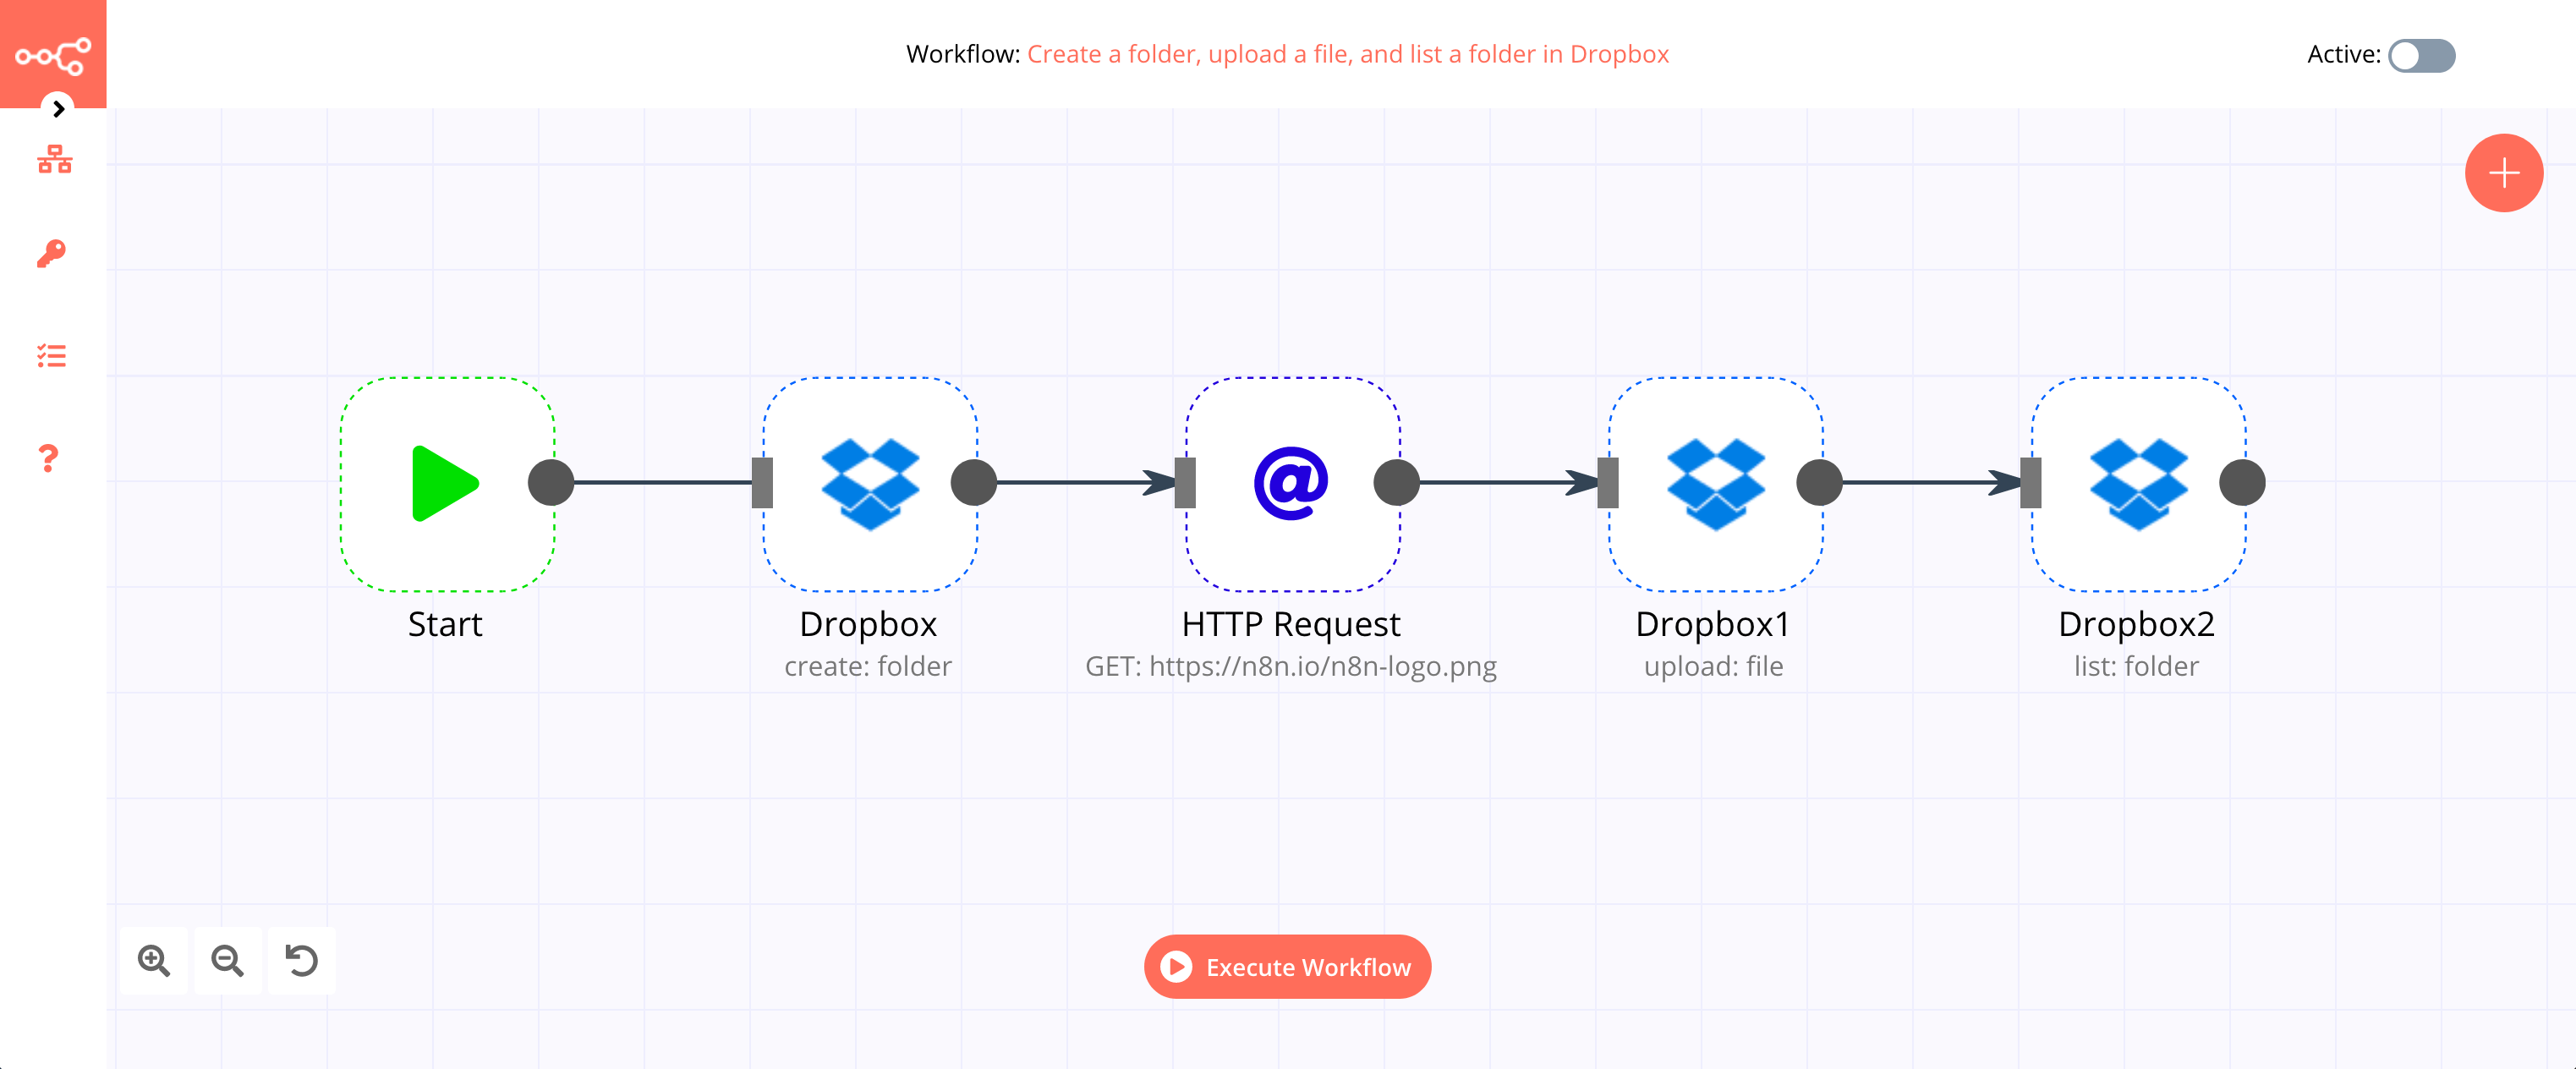 Workflow: Create a folder, upload a file, and list a folder in Dropbox
Active:
Start
Dropbox
create: folder
HTTP Request
GET: https://n8n.io/n8n-logo.png
Dropbox1
upload: file
Dropbox2
list: folder
Execute Workflow